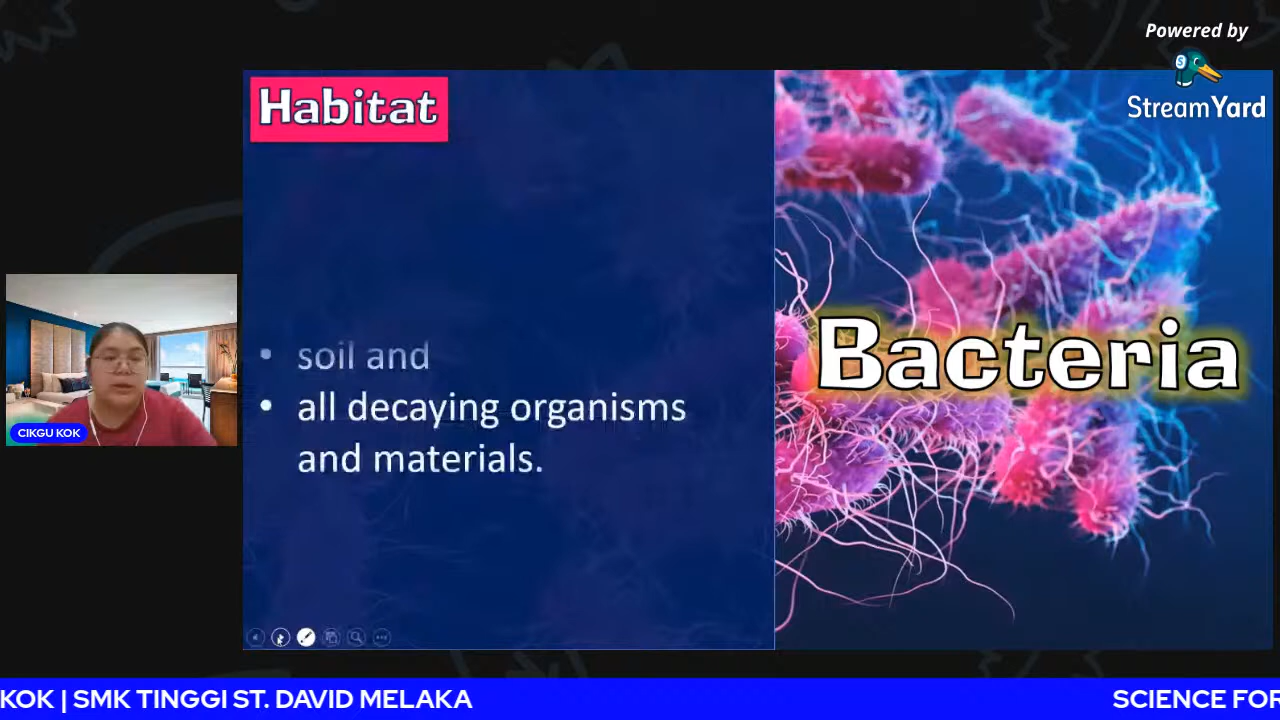 Powered by
StreamYard
Habitat
soil and
all decaying organisms
and materials.
Bacteria
CIKGU KOK
KOK | SMK TINGGI ST. DAVID MELAKA
SCIENCE FOR